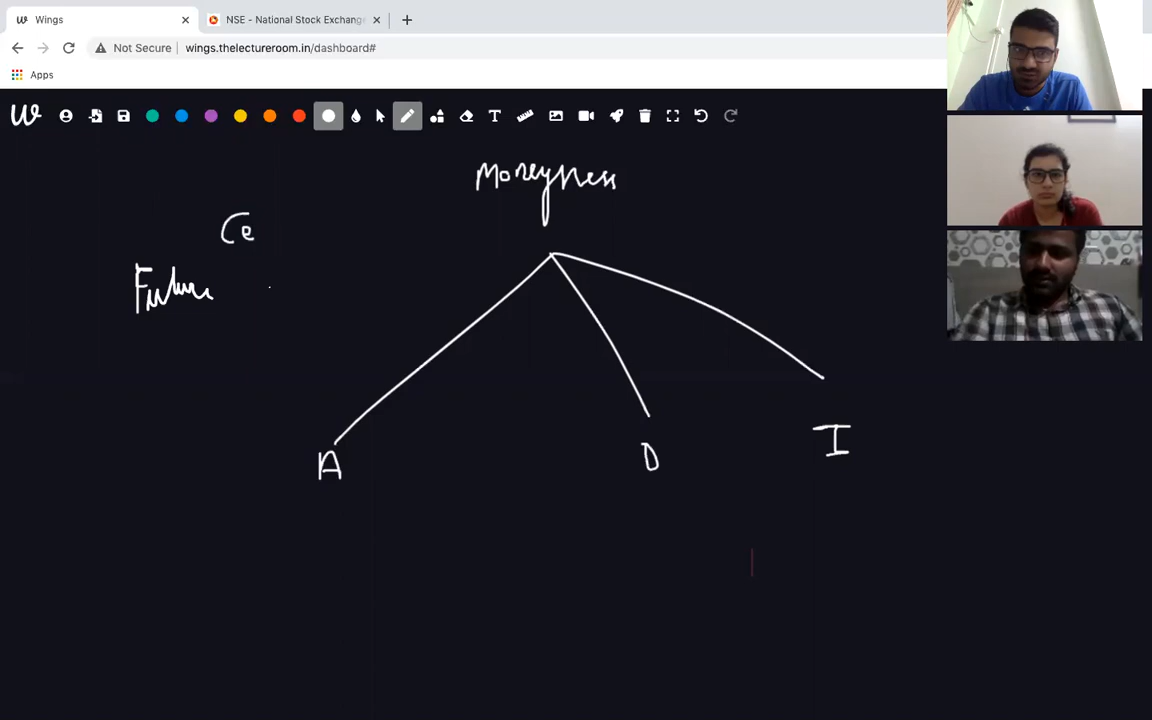 Wings
NSE - National Stock Exchange
Not Secure
wings.thelectureroom.in/dashboard#
Apps
Moneyness
Ce
Future
A
O
I